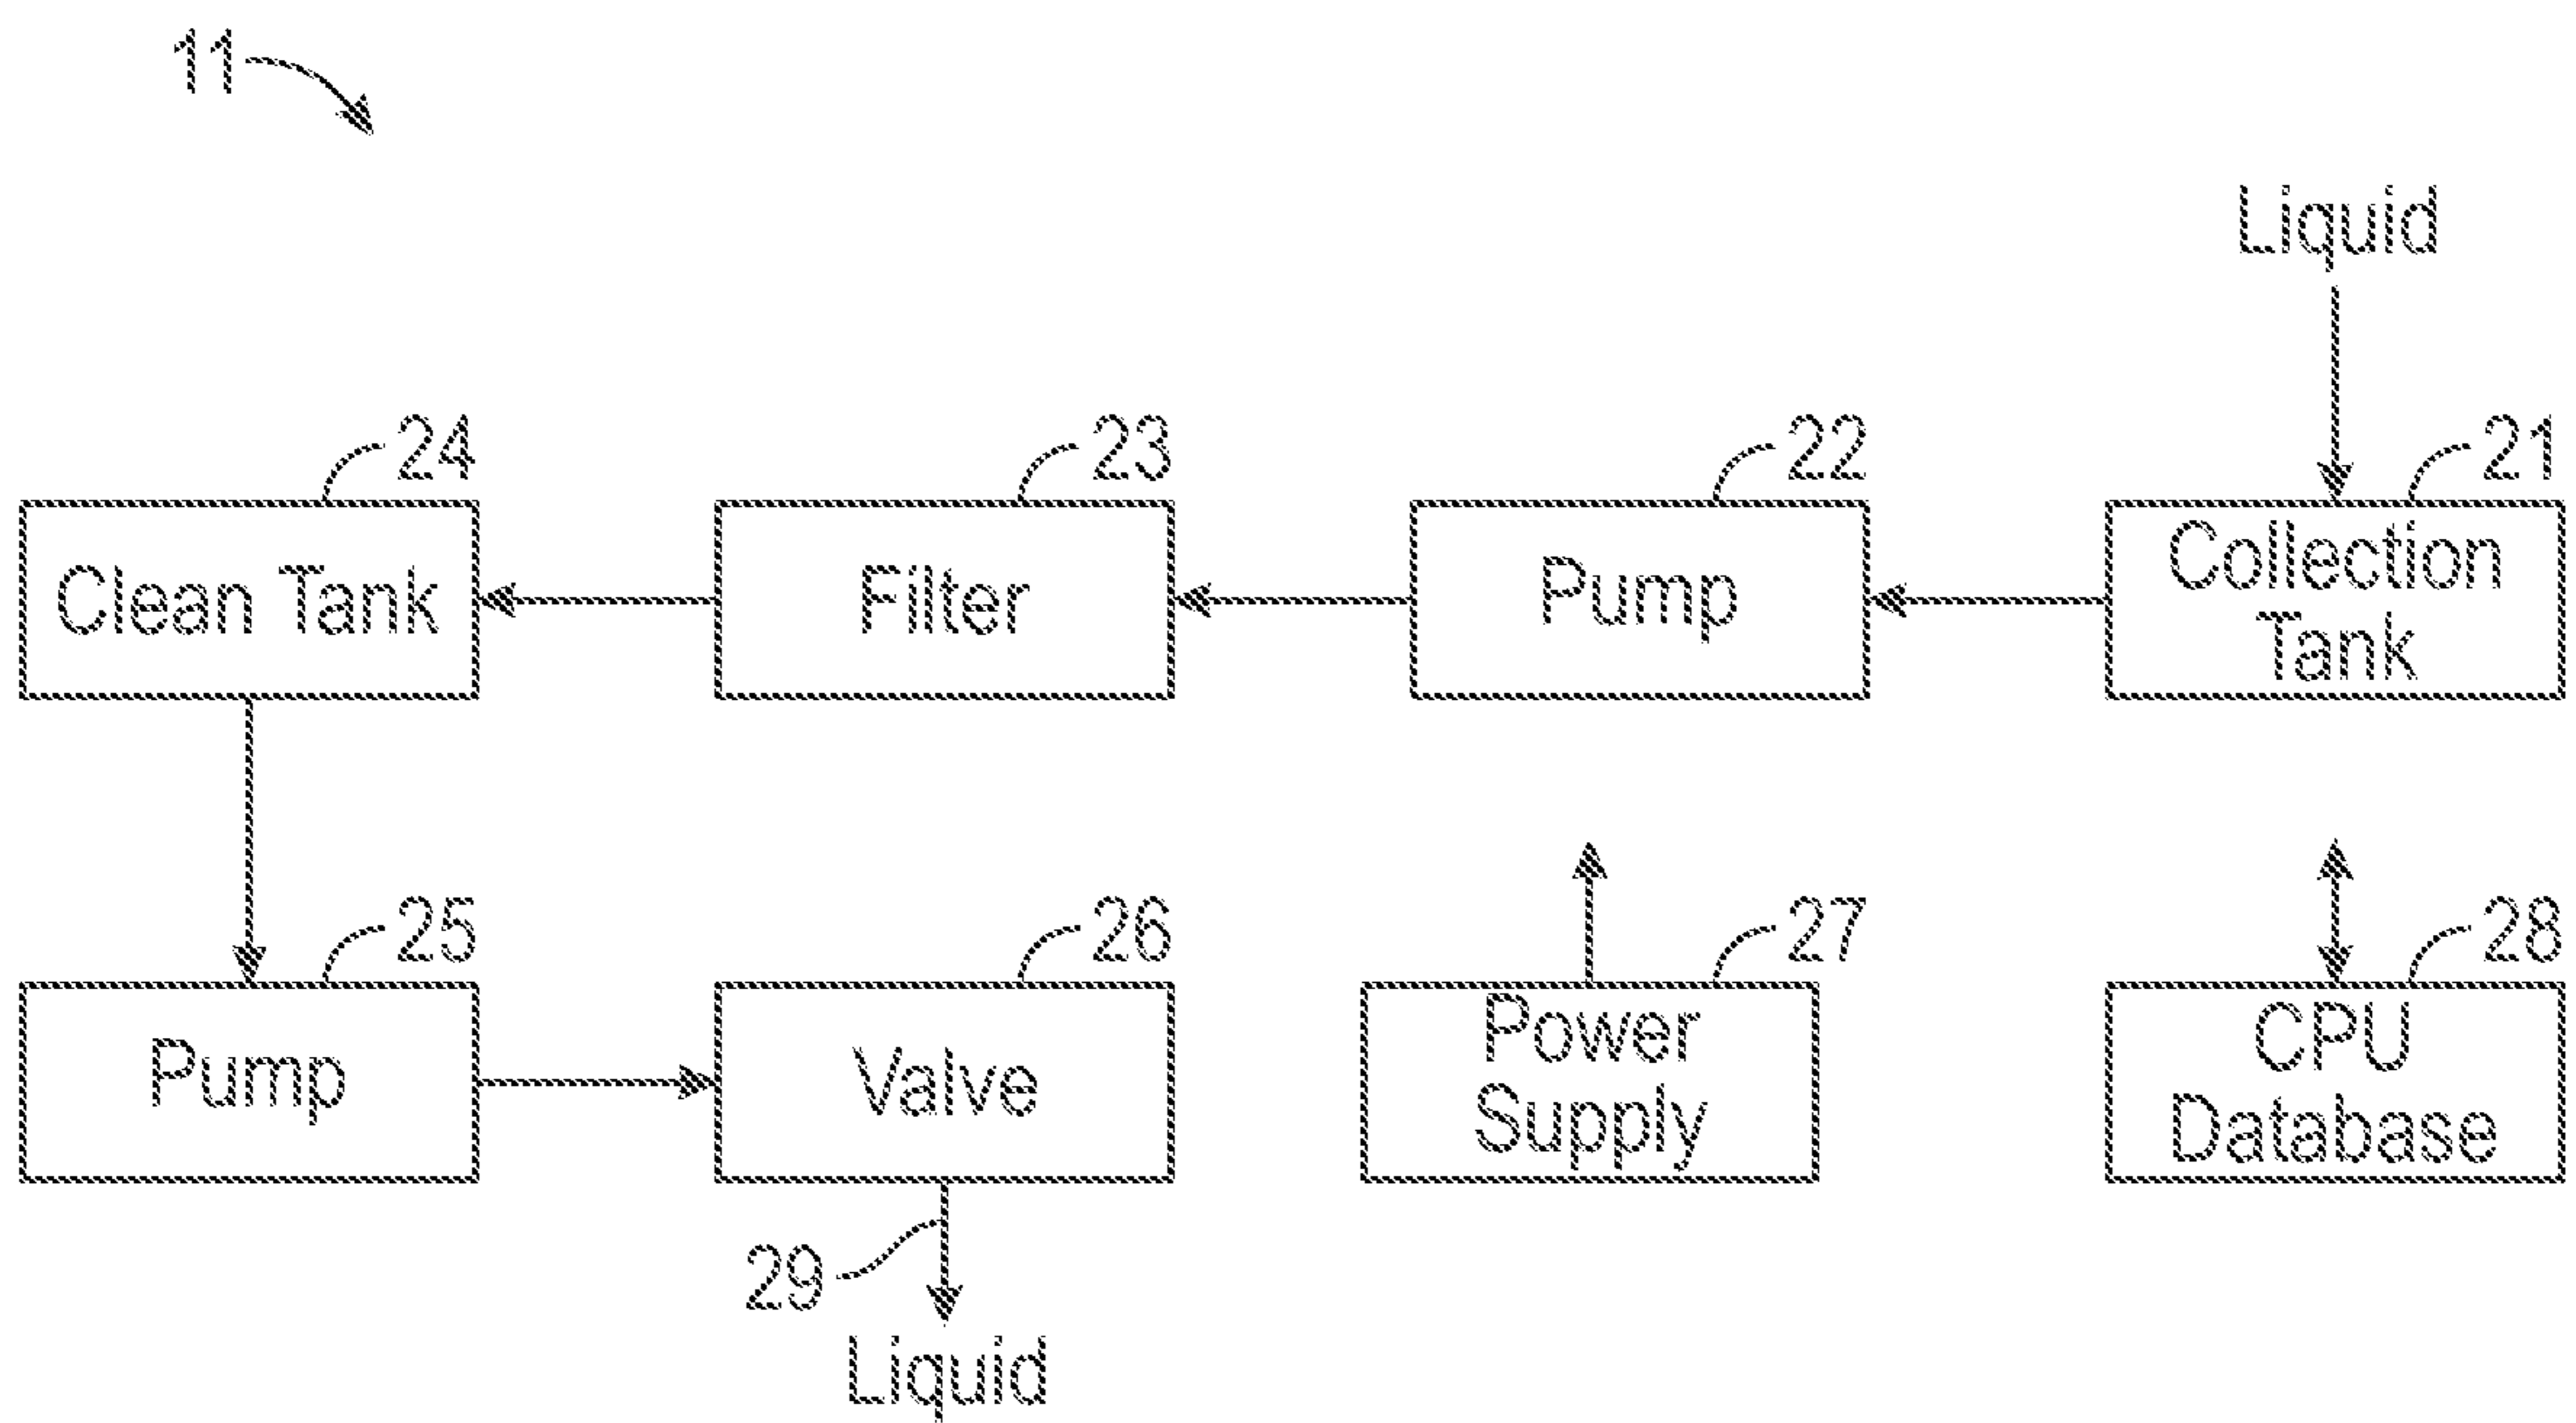 11
Liquid
24
23
22
21
Clean Tank
Filter
Pump
Collection
Tank
25
26
27
28
Pump
Valve
Power
Supply
CPU
Database
29
Liquid